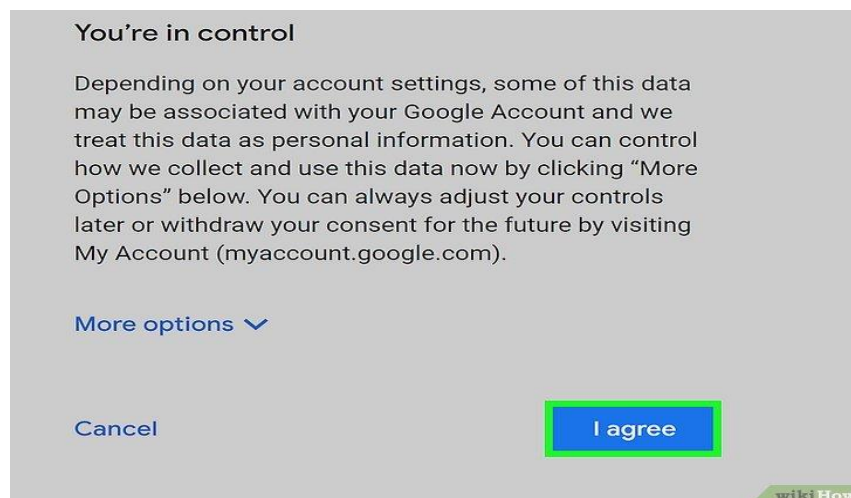 You're in control
Depending on your account settings, some of this data
may be associated with your Google Account and we
treat this data as personal information. You can control
how we collect and use this data now by clicking “More
Options” below. You can always adjust your controls
later or withdraw your consent for the future by visiting
My Account (myaccount.google.com).
More options
Cancel
I agree
wikiHow